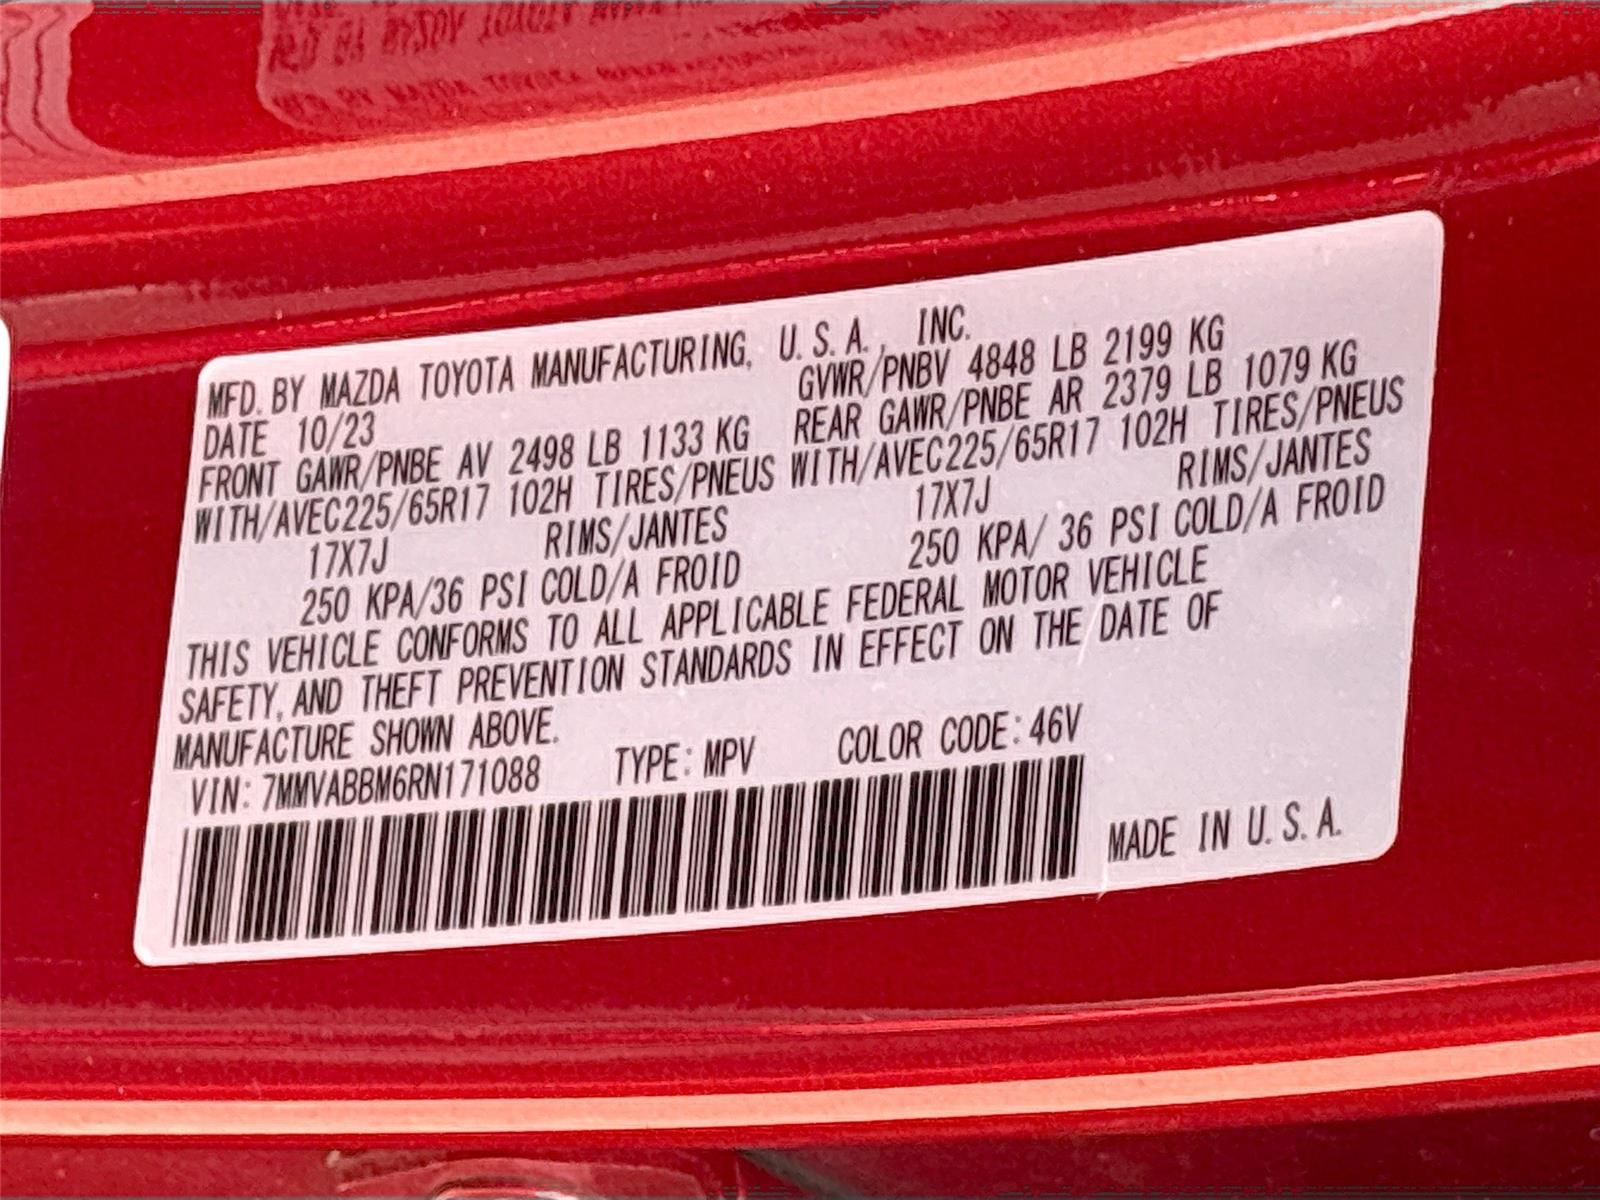 MFD. BY MAZDA TOYOTA MANUFACTURING, U.S.A., INC.
DATE 10/23 GVWR/PNBV 4848 LB 2199 KG
FRONT GAWR/PNBE AV 2498 LB 1133 KG REAR GAWR/PNBE AR 2379 LB 1079 KG
WITH/AVEC225/65R17 102H TIRES/PNEUS WITH/AVEC225/65R17 102H TIRES/PNEUS
17X7J RIMS/JANTES 17X7J RIMS/JANTES
250 KPA/36 PSI COLD/A FROID 250 KPA/ 36 PSI COLD/A FROID
THIS VEHICLE CONFORMS TO ALL APPLICABLE FEDERAL MOTOR VEHICLE
SAFETY, AND THEFT PREVENTION STANDARDS IN EFFECT ON THE DATE OF
MANUFACTURE SHOWN ABOVE.
VIN: 7MMVABBM6RN171088 TYPE: MPV COLOR CODE: 46V
MADE IN U.S.A.